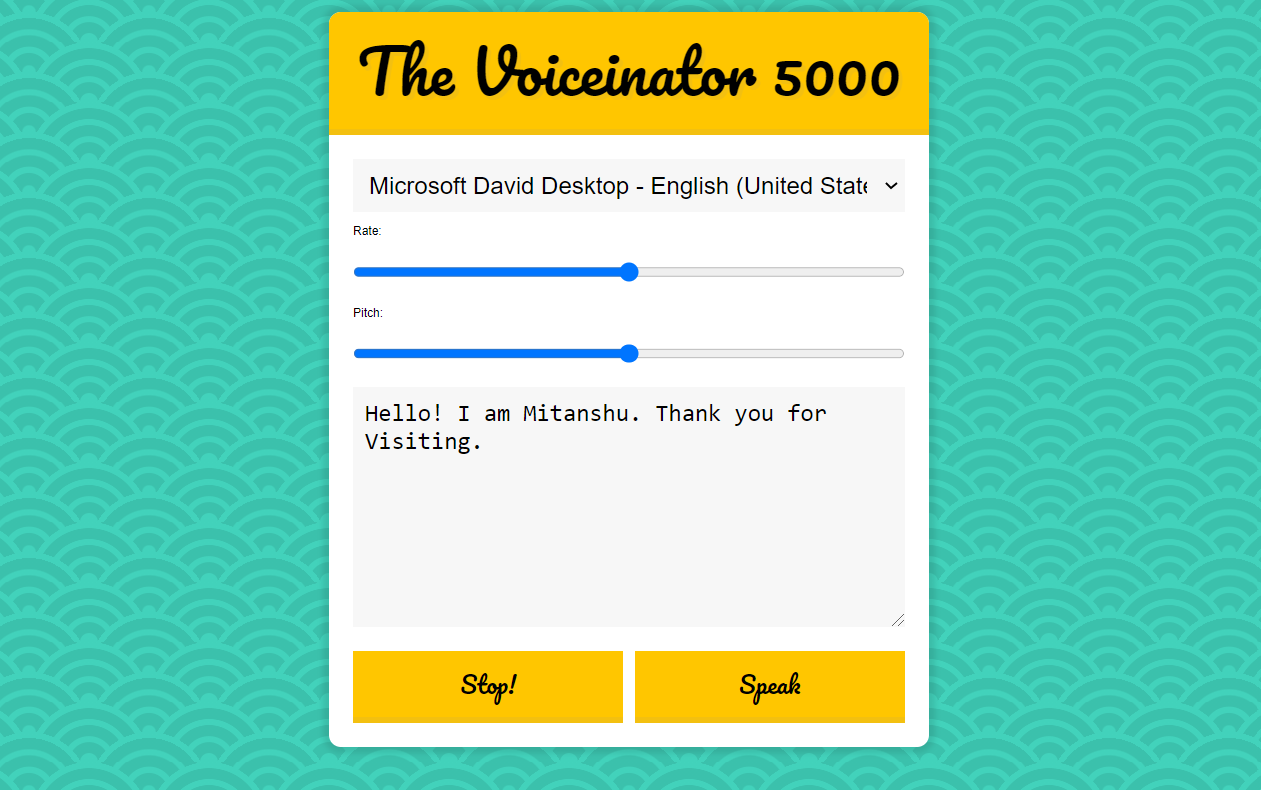 The Voiceinator 5000
Microsoft David Desktop - English (United State
Rate:
Pitch:
Hello! I am Mitanshu. Thank you for
Visiting.
Stop!
Speak